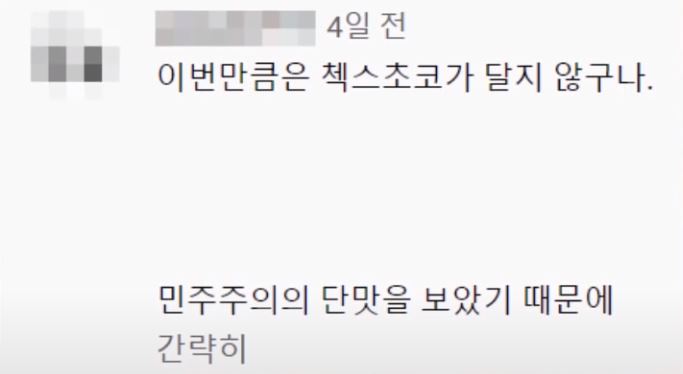 4일 전
이번만큼은 첵스초코가 달지 않구나.
민주주의의 단맛을 보았기 때문에
간략히